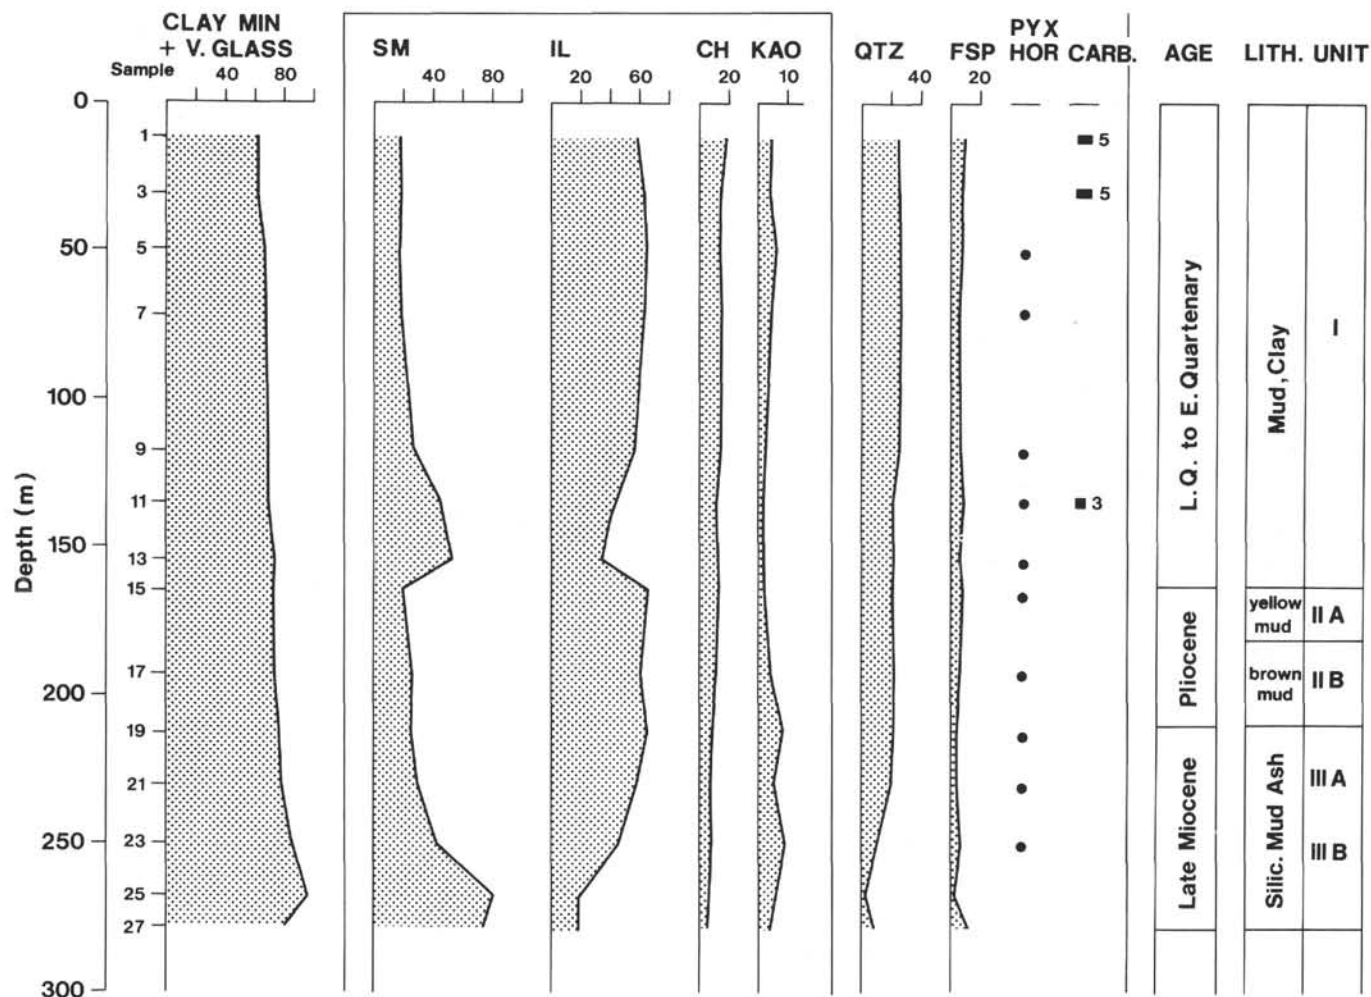 CLAY MIN
+ V. GLASS
SM
IL
CH
KAO
QTZ
FSP
PYX
HOR
CARB.
AGE
LITH.
UNIT
Sample
40 80
40 80
20 60
20
10
40
20
0
50
100
150
200
250
300
Depth (m)
1
3
5
7
9
11
13
15
17
19
21
23
25
27
5
5
3
L.Q. to E. Quartenary
Pliocene
Late Miocene
Mud, Clay
yellow
mud
brown
mud
Silic. Mud Ash
I
II A
II B
III A
III B